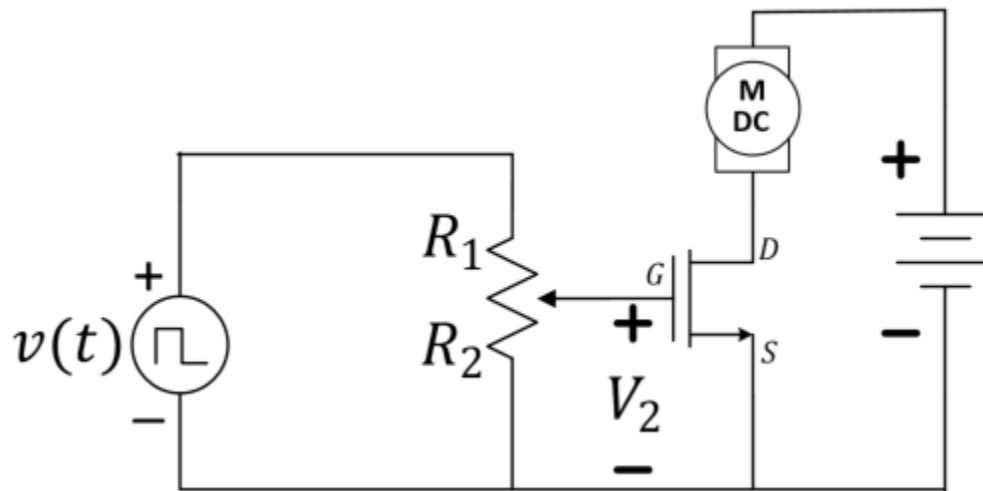 M
DC
+
R₁
D
G
+
v(t)
+
−
R₂
S
V₂
−
−